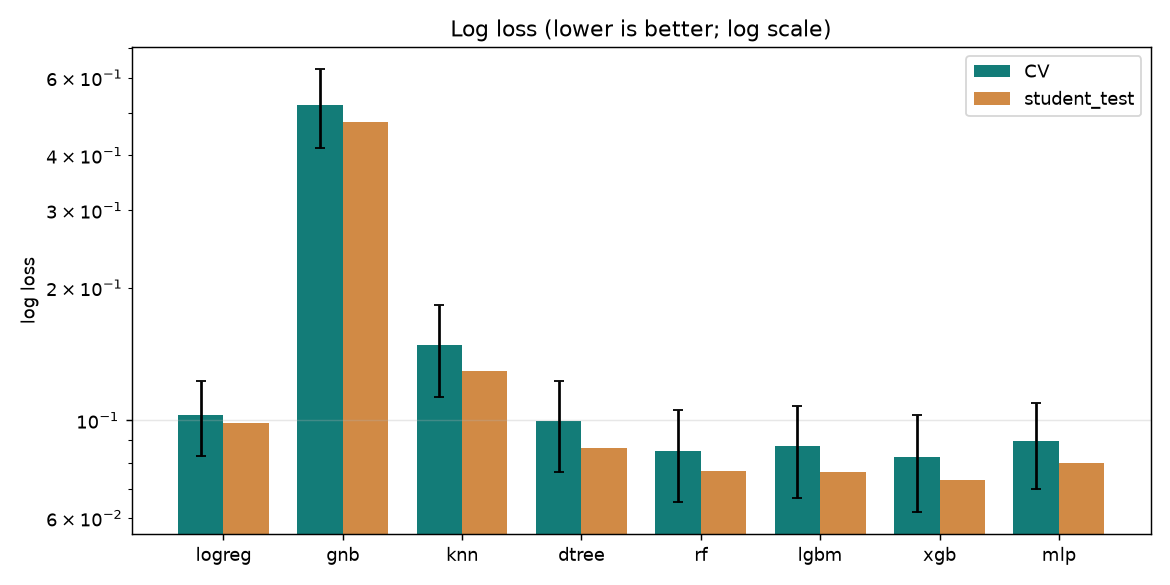 Log loss (lower is better; log scale)
CV
student_test
6 × 10⁻¹
4 × 10⁻¹
3 × 10⁻¹
2 × 10⁻¹
10⁻¹
6 × 10⁻²
log loss
logreg gnb knn dtree rf lgbm xgb mlp